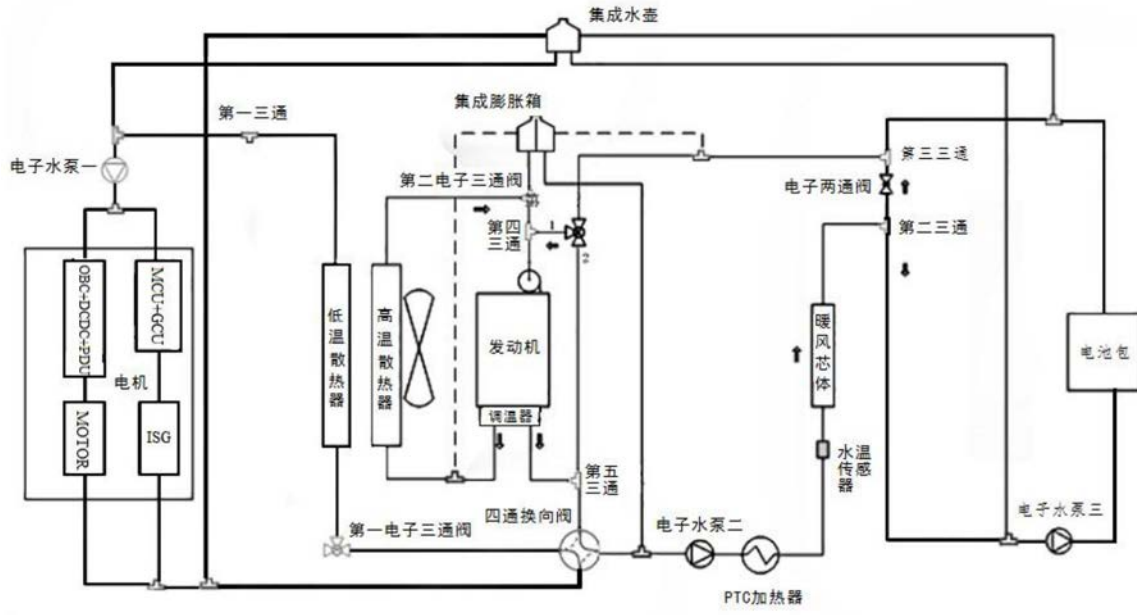 集成水壶
第一三通
集成膨胀箱
电子水泵一
第二电子三通阀
第三三通
电子两通阀
第四
三通
第二三通
OBC+DCDC+PDU
MCU+GCU
低温散热器
高温散热器
发动机
暖风芯体
电池包
电机
调温器
MOTOR
ISG
水温
传感
器
第五
三通
四通换向阀
第一电子三通阀
电子水泵二
电子水泵三
PTC加热器